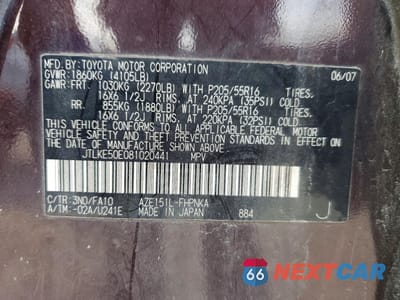 MFD.BY:TOYOTA MOTOR CORPORATION 06/07
GVWR: 1860KG (4105LB)
GAWR: FRT. 1030KG (2270LB) WITH P205/55R16 TIRES,
16X6 1/2J RIMS, AT 240KPA (35PSI) COLD
RR. 855KG (1880LB) WITH P205/55R16 TIRES,
16X6 1/2J RIMS, AT 220KPA (32PSI) COLD
THIS VEHICLE CONFORMS TO ALL APPLICABLE FEDERAL MOTOR
VEHICLE SAFETY AND THEFT PREVENTION STANDARDS IN EFFECT ON
THE DATE OF MANUFACTURE SHOWN ABOVE.
JTLKE50E081020441 MPV
C/TR: 3N0/FA10 AZE151L-FHPNKA
A/TM: -02A/U241E MADE IN JAPAN 884 J
66 NEXTCAR